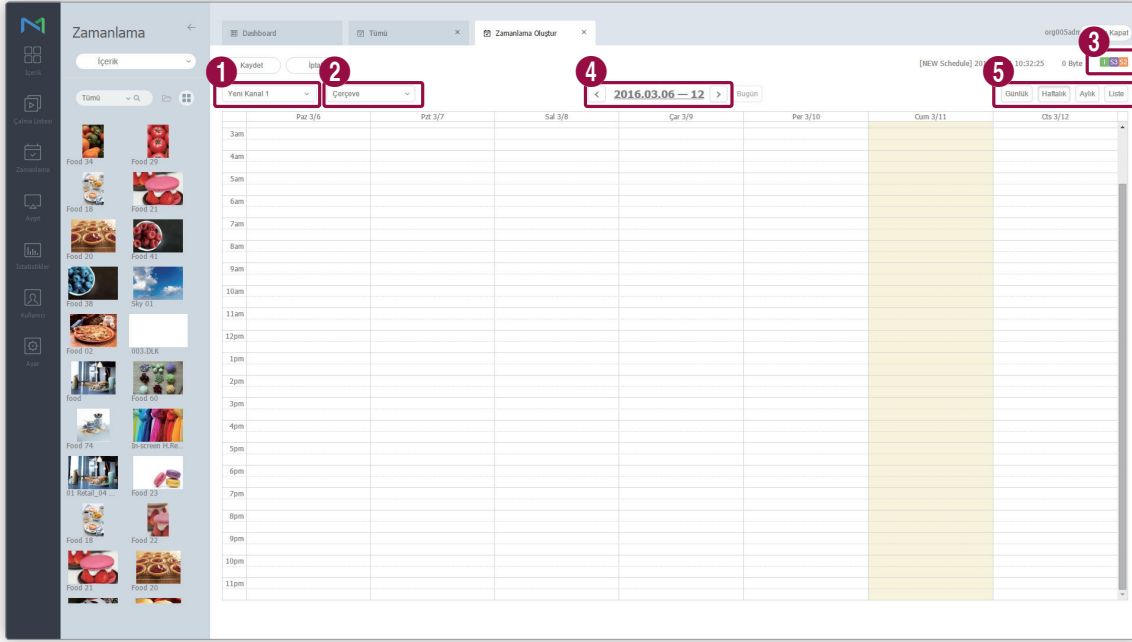 Zamanlama
Dashboard
Tümü
Zamanlama Oluştur
org005adm
Kapat
3
İçerik
İçerik
1
Kaydet
2
4
[NEW Schedule]
10:32:25
0 Byte
I
S3
S2
5
Tümü
Yeni Kanal 1
Çerçeve
2016.03.06 — 12
Bugün
Günlük
Haftalık
Aylık
Liste
Çalma Listesi
Zamanlama
Aygıt
İstatistikler
Kullanıcı
Ayar
Paz 3/6
Pzt 3/7
Sal 3/8
Çar 3/9
Per 3/10
Cum 3/11
Cts 3/12
Food 34
Food 29
Food 18
Food 21
Food 20
Food 41
Food 38
Sky 01
Food 02
003.DLK
food
Food 60
Food 74
In-screen H.Re...
01 Retail_04 ...
Food 23
Food 18
Food 22
Food 21
Food 20
3am
4am
5am
6am
7am
8am
9am
10am
11am
12pm
1pm
2pm
3pm
4pm
5pm
6pm
7pm
8pm
9pm
10pm
11pm